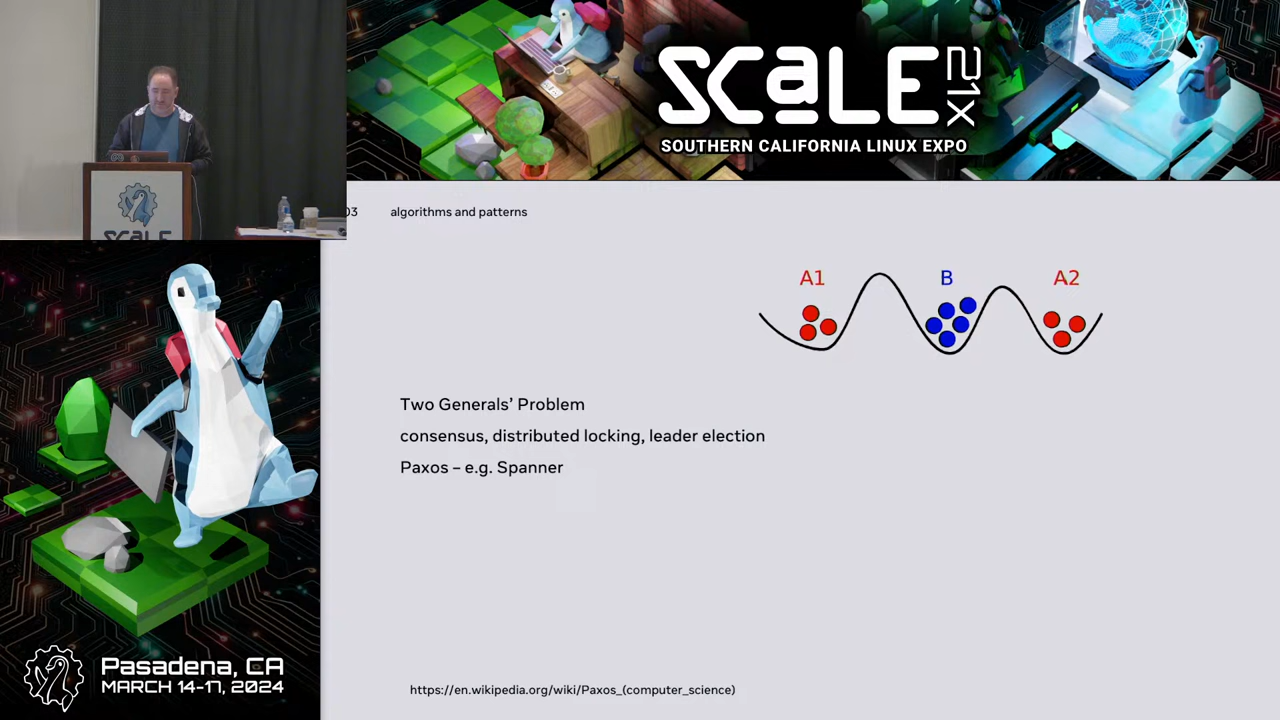 SCaLE 21X
SOUTHERN CALIFORNIA LINUX EXPO
SCaLE
03 algorithms and patterns
A1 B A2
Two Generals’ Problem
consensus, distributed locking, leader election
Paxos – e.g. Spanner
https://en.wikipedia.org/wiki/Paxos_(computer_science)
Pasadena, CA
MARCH 14-17, 2024